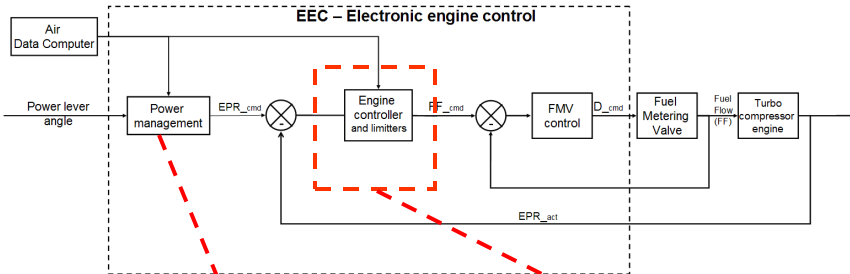 EEC – Electronic engine control
Air
Data Computer
Power lever
angle
Power
management
EPR_cmd
-
Engine
controller
and limitters
FF_cmd
-
FMV
control
D_cmd
Fuel
Metering
Valve
Fuel
Flow
(FF)
Turbo
compressor
engine
EPR_act